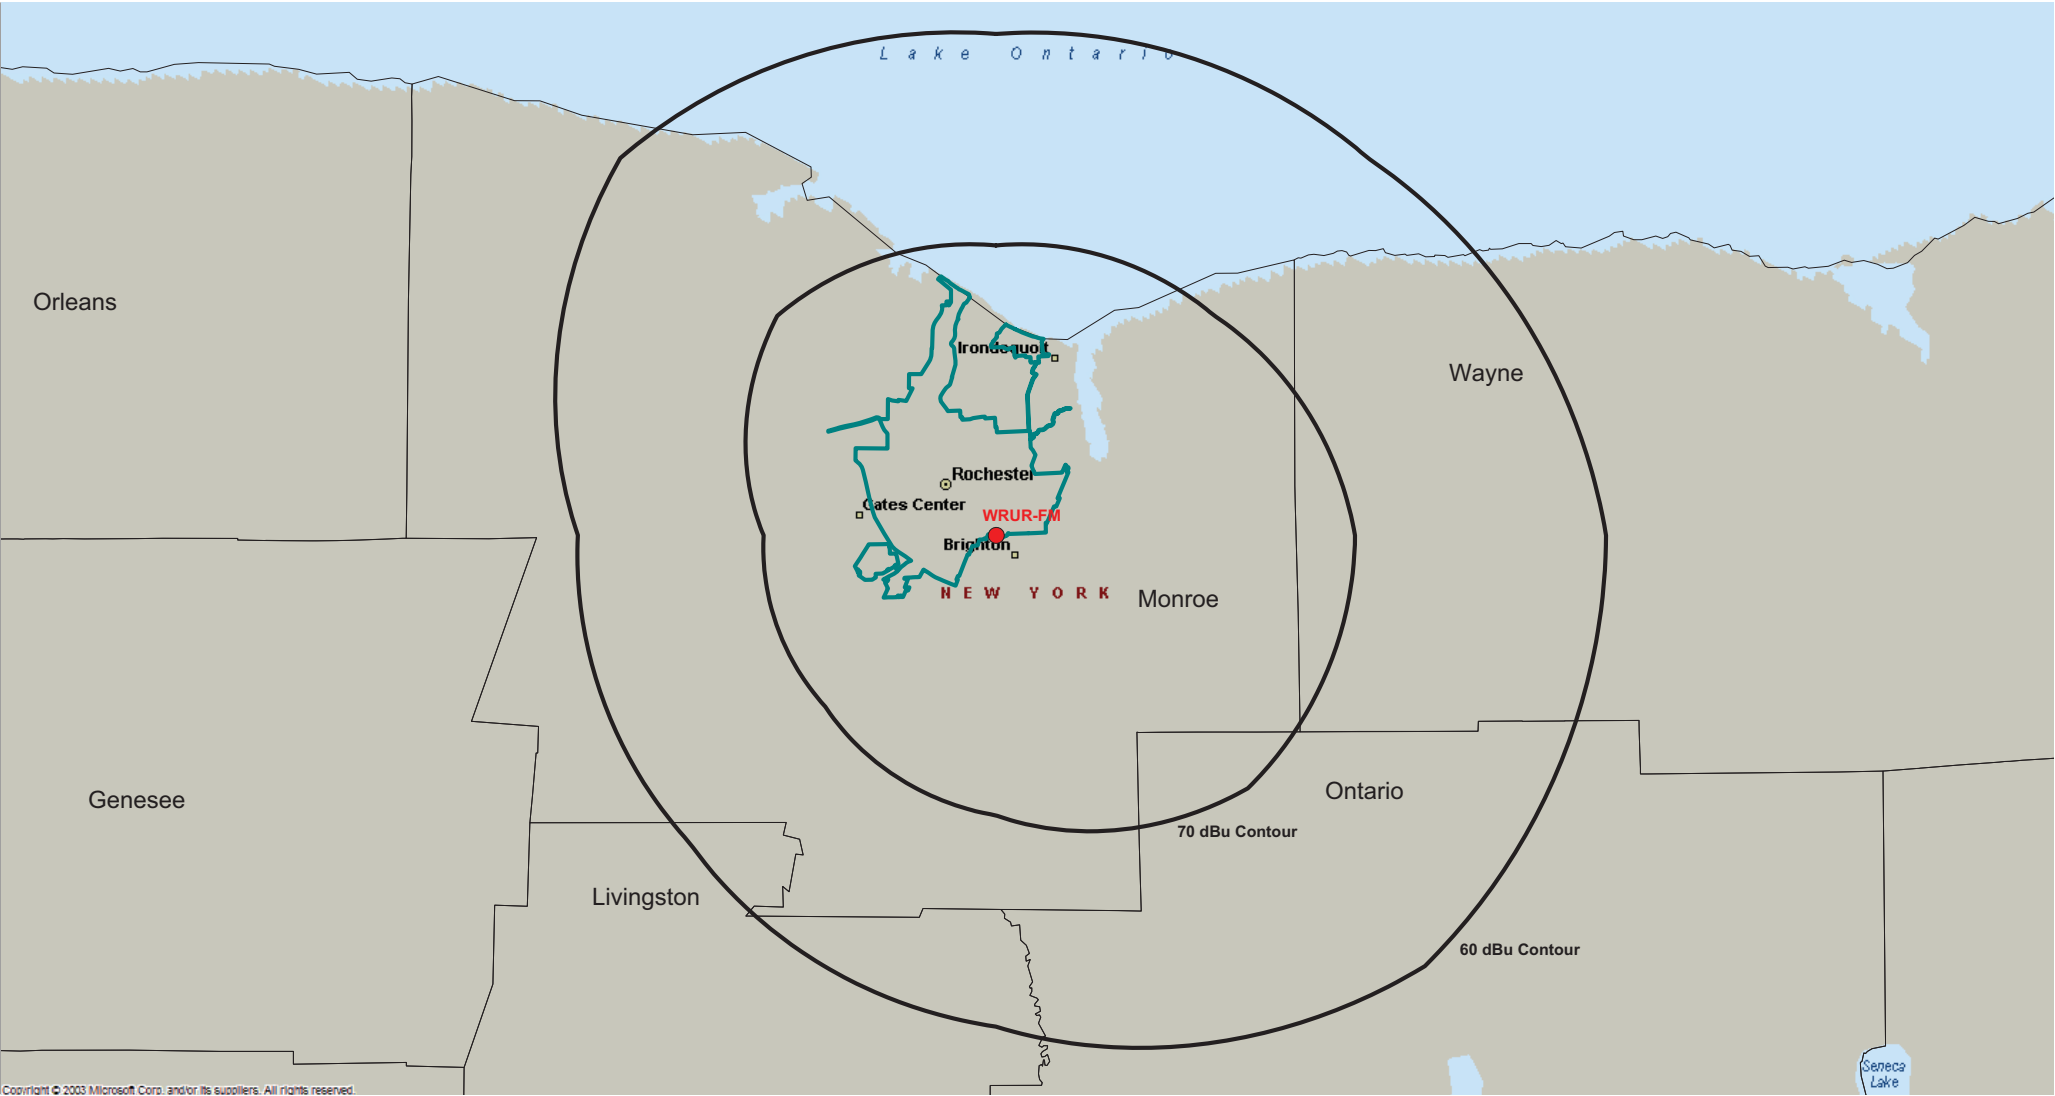 Lake Ontario
Orleans
Irondequoit
Wayne
Rochester
Gates Center
WRUR-FM
Brighton
NEW YORK
Monroe
Genesee
Ontario
70 dBu Contour
Livingston
60 dBu Contour
Seneca
Lake
Copyright © 2003 Microsoft Corp. and/or its suppliers. All rights reserved.